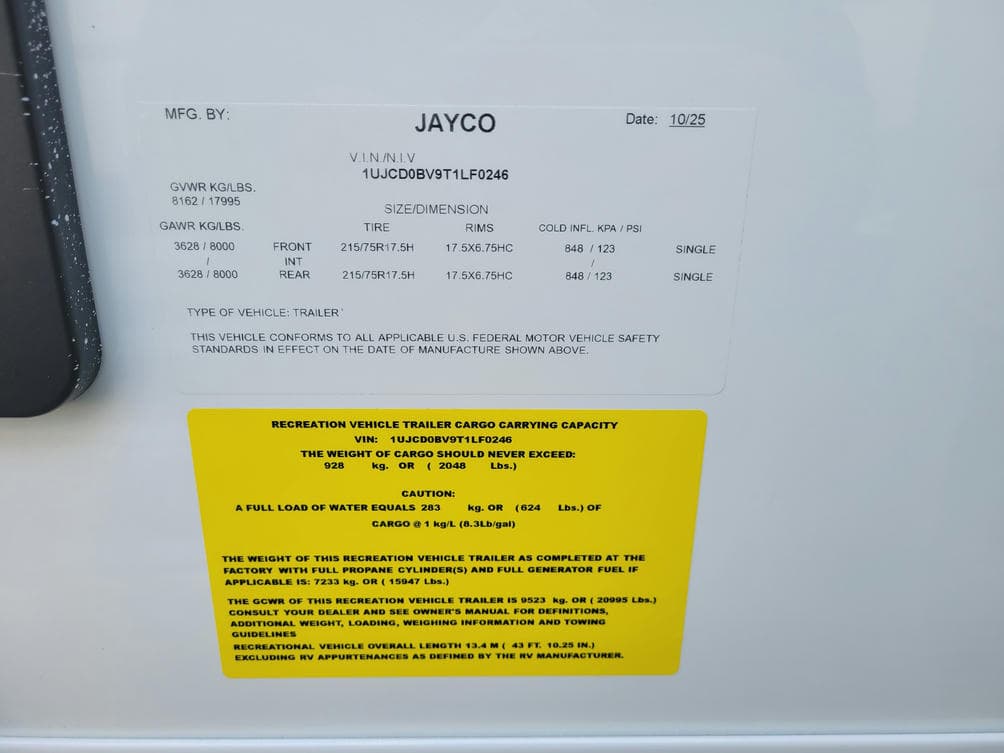 MFG. BY: JAYCO Date: 10/25
V.I.N./N.I.V
1UJCD0BV9T1LF0246
GVWR KG/LBS.
8162 / 17995
SIZE/DIMENSION
GAWR KG/LBS. TIRE RIMS COLD INFL. KPA / PSI
3628 / 8000 FRONT 215/75R17.5H 17.5X6.75HC 848 / 123 SINGLE
/ INT /
3628 / 8000 REAR 215/75R17.5H 17.5X6.75HC 848 / 123 SINGLE
TYPE OF VEHICLE: TRAILER
THIS VEHICLE CONFORMS TO ALL APPLICABLE U.S. FEDERAL MOTOR VEHICLE SAFETY
STANDARDS IN EFFECT ON THE DATE OF MANUFACTURE SHOWN ABOVE.
RECREATION VEHICLE TRAILER CARGO CARRYING CAPACITY
VIN: 1UJCD0BV9T1LF0246
THE WEIGHT OF CARGO SHOULD NEVER EXCEED:
928 kg. OR ( 2048 Lbs.)
CAUTION:
A FULL LOAD OF WATER EQUALS 283 kg. OR (624 Lbs.) OF
CARGO @ 1 kg/L (8.3Lb/gal)
THE WEIGHT OF THIS RECREATION VEHICLE TRAILER AS COMPLETED AT THE
FACTORY WITH FULL PROPANE CYLINDER(S) AND FULL GENERATOR FUEL IF
APPLICABLE IS: 7233 kg. OR ( 15947 Lbs.)
THE GCWR OF THIS RECREATION VEHICLE TRAILER IS 9523 kg. OR ( 20995 Lbs.)
CONSULT YOUR DEALER AND SEE OWNER'S MANUAL FOR DEFINITIONS,
ADDITIONAL WEIGHT, LOADING, WEIGHING INFORMATION AND TOWING
GUIDELINES
RECREATIONAL VEHICLE OVERALL LENGTH 13.4 M ( 43 FT. 10.25 IN.)
EXCLUDING RV APPURTENANCES AS DEFINED BY THE RV MANUFACTURER.